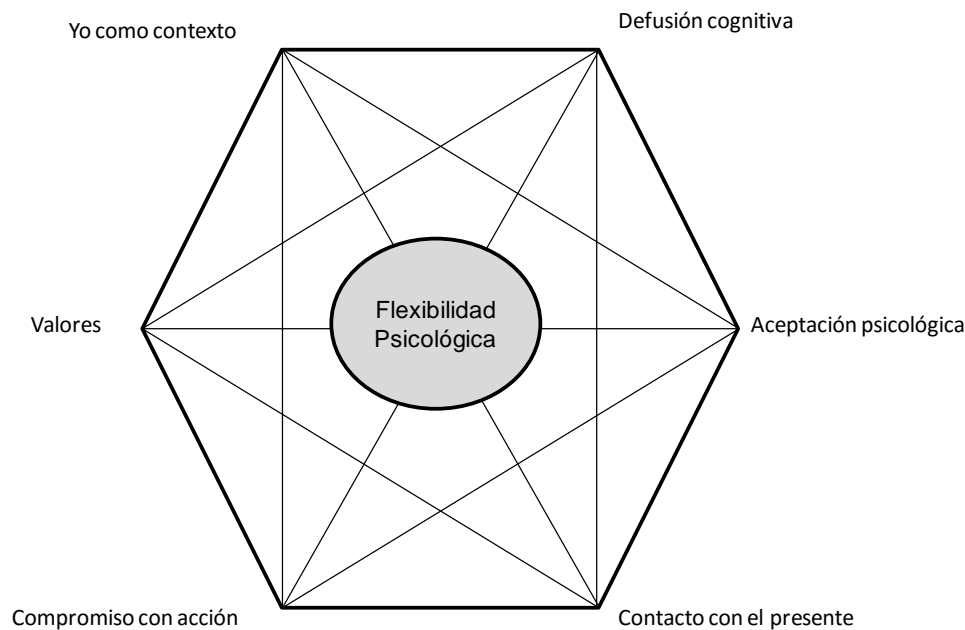 Yo como contexto
Defusión cognitiva
Valores
Flexibilidad
Psicológica
Aceptación psicológica
Compromiso con acción
Contacto con el presente